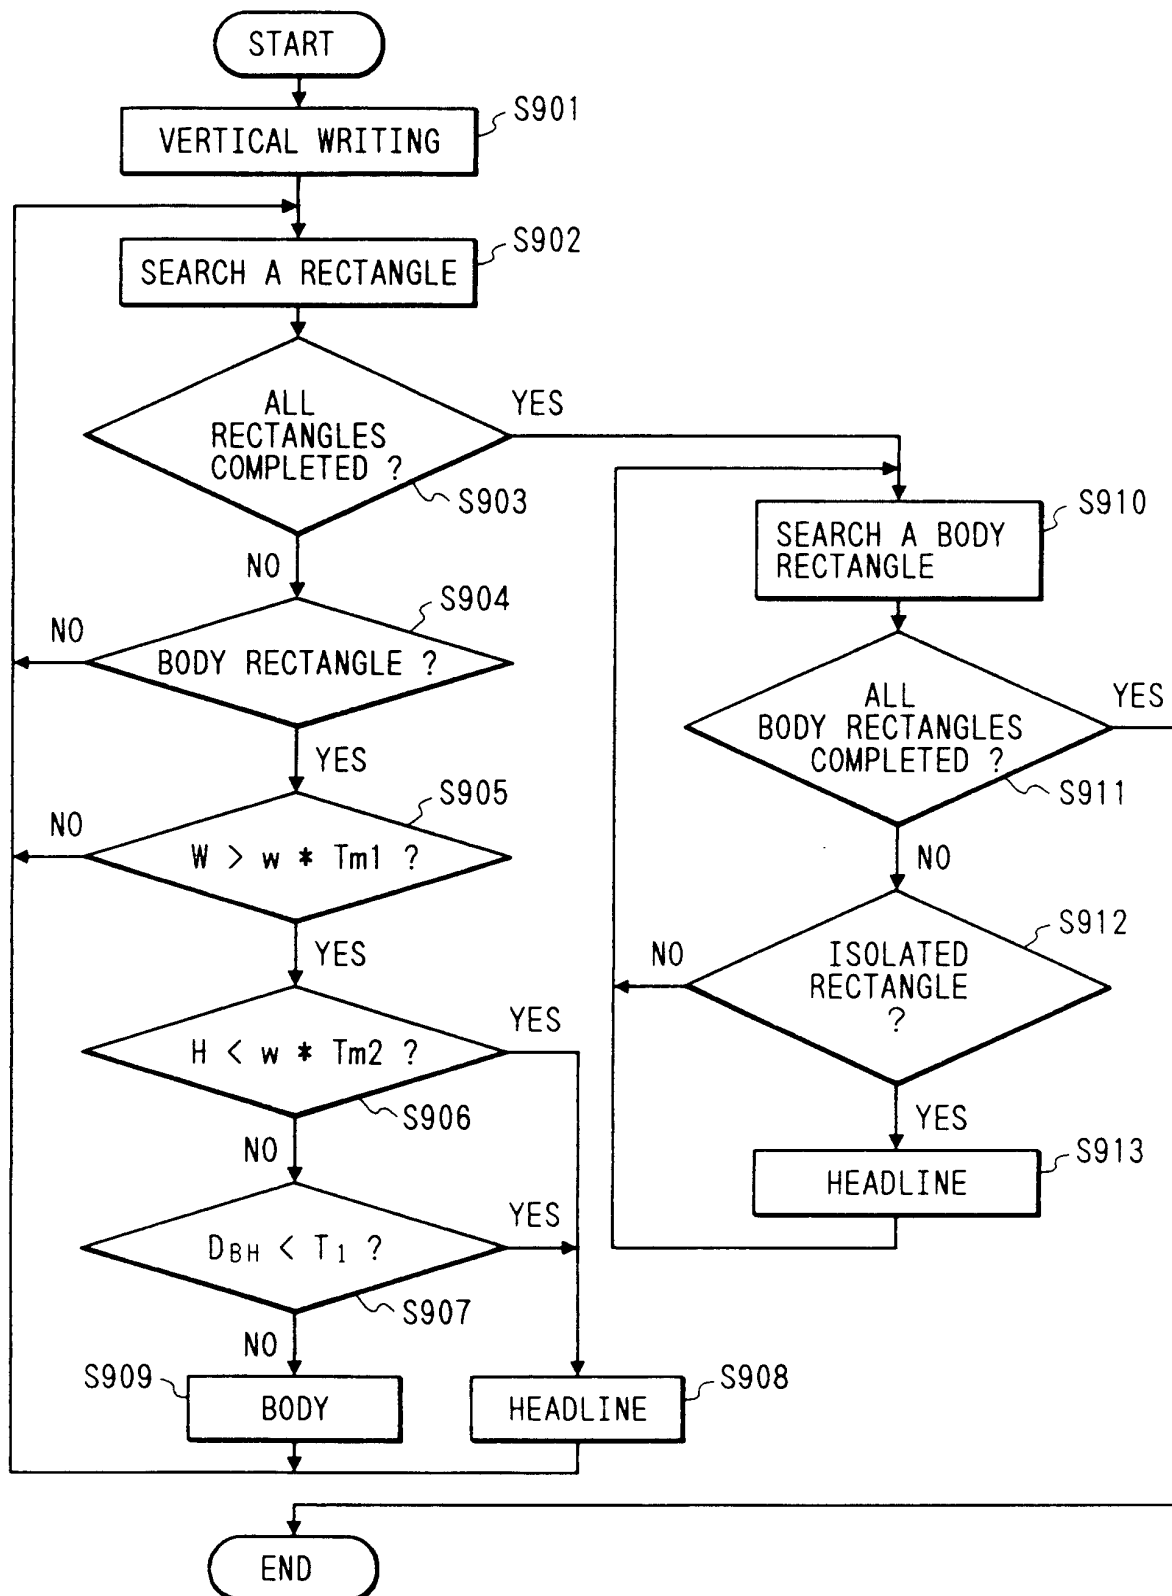 START
VERTICAL WRITING
S901
SEARCH A RECTANGLE
S902
ALL
RECTANGLES
COMPLETED ?
S903
YES
NO
BODY RECTANGLE ?
S904
NO
YES
W > w * Tm1 ?
S905
NO
YES
H < w * Tm2 ?
S906
YES
NO
DBH < T1 ?
S907
YES
NO
S909
BODY
HEADLINE
S908
SEARCH A BODY
RECTANGLE
S910
ALL
BODY RECTANGLES
COMPLETED ?
S911
YES
NO
ISOLATED
RECTANGLE
?
S912
NO
YES
HEADLINE
S913
END